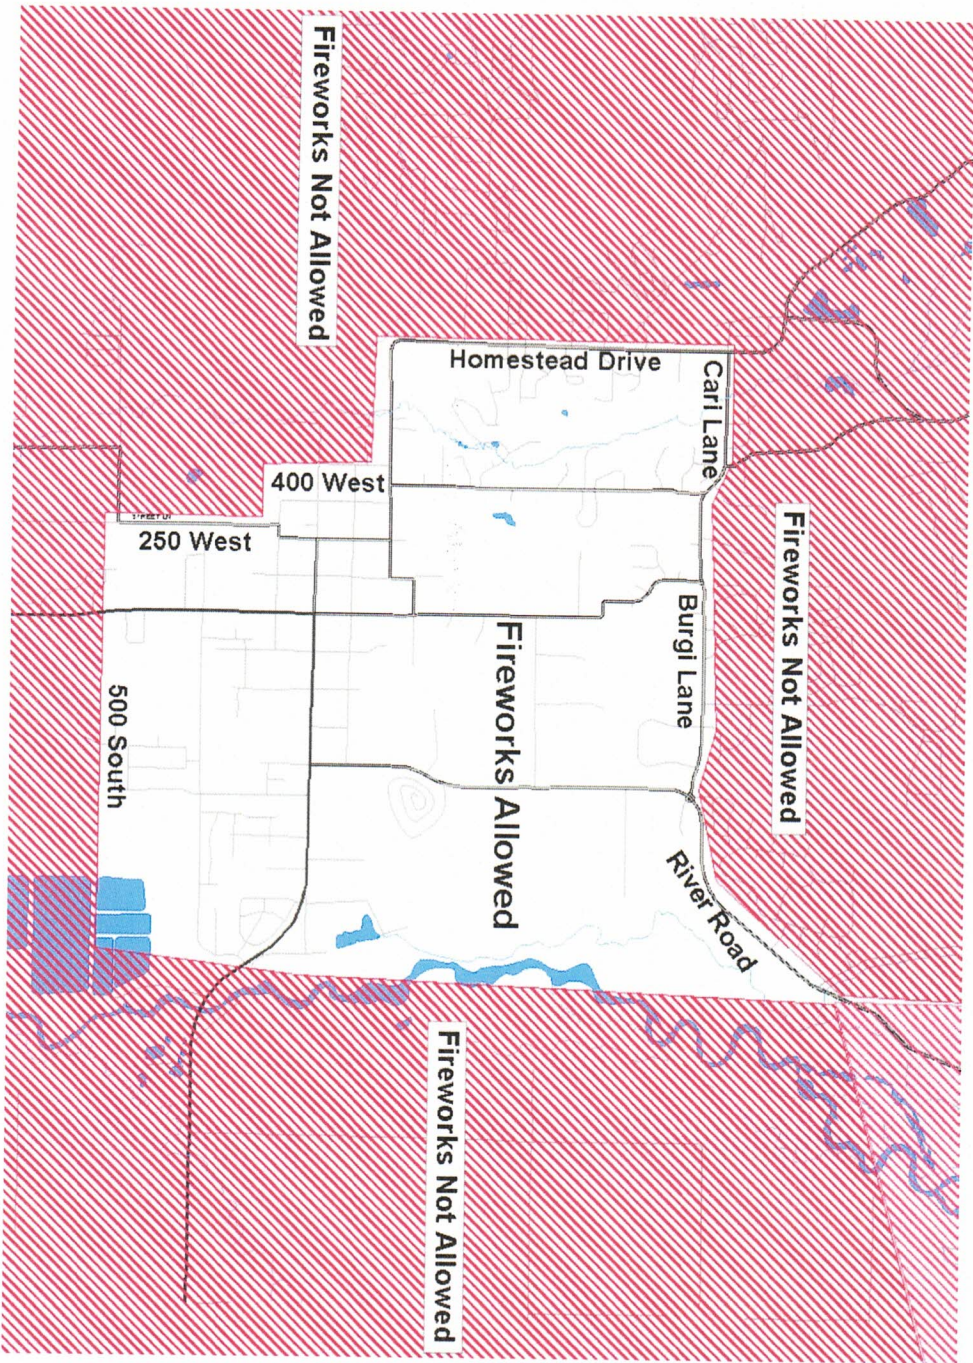 Fireworks Not Allowed
Homestead Drive
Cari Lane
400 West
250 West
Fireworks Not Allowed
Burgi Lane
Fireworks Allowed
500 South
River Road
Fireworks Not Allowed